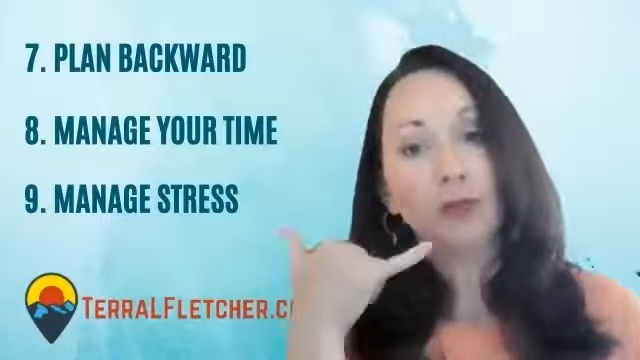 7. PLAN BACKWARD
8. MANAGE YOUR TIME
9. MANAGE STRESS
TERRALFLETCHER.C